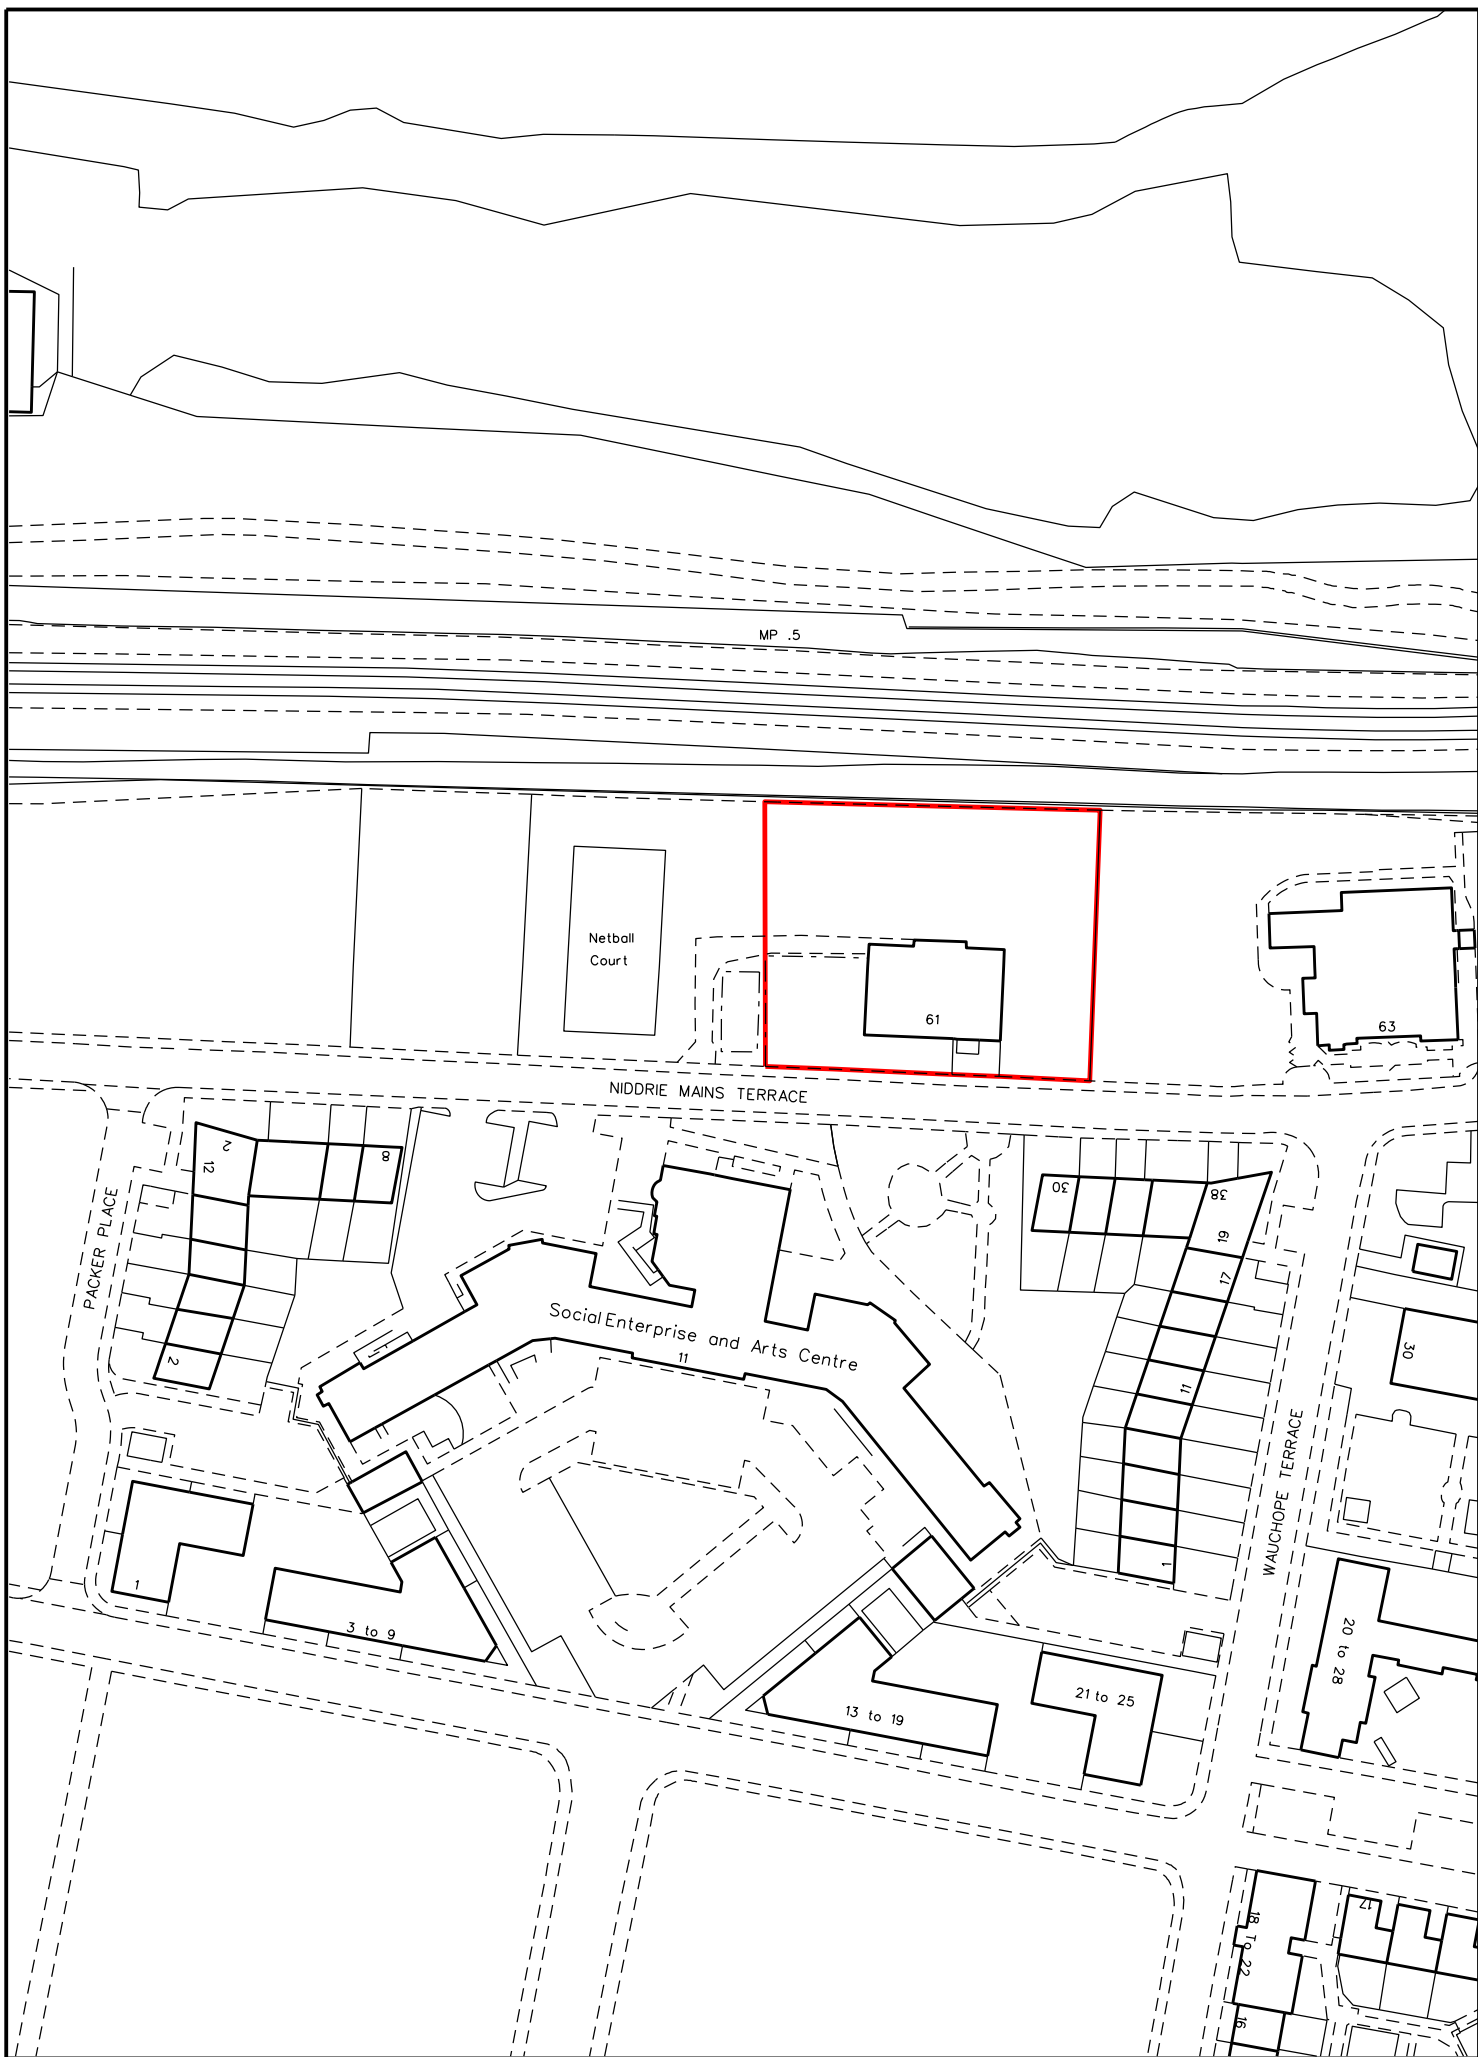 MP .5
Netball
Court
61
63
NIDDRIE MAINS TERRACE
2
12
8
30
38
19
17
PACKER PLACE
Social Enterprise and Arts Centre
11
30
11
2
WAUCHOPE TERRACE
1
1
3 to 9
20 to 28
21 to 25
13 to 19
17
18 To 22
16